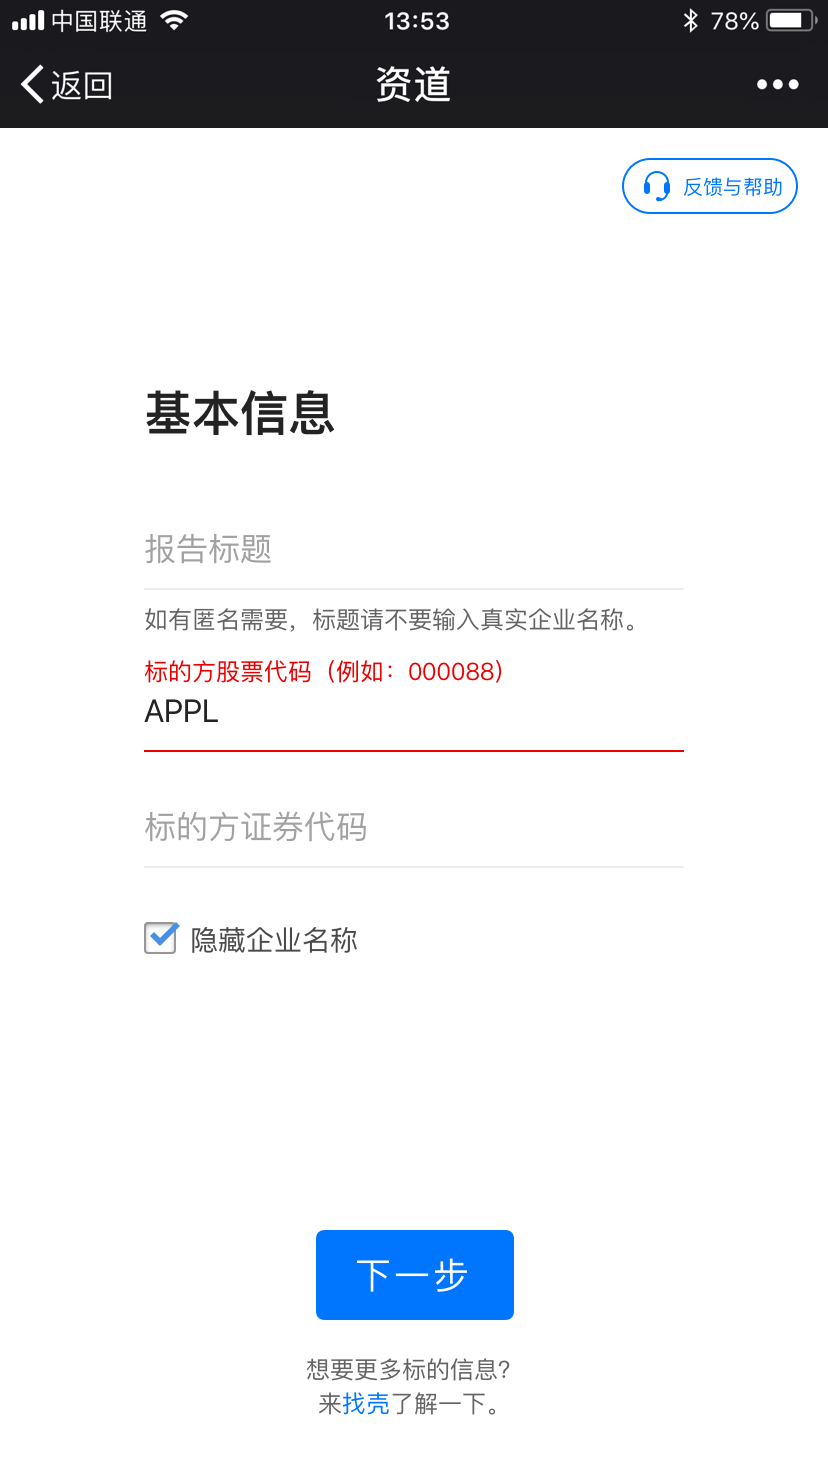 中国联通 13:53 78%
返回 资道
反馈与帮助
基本信息
报告标题
如有匿名需要，标题请不要输入真实企业名称。
标的方股票代码（例如：000088）
APPL
标的方证券代码
隐藏企业名称
下一步
想要更多标的信息?
来找壳了解一下。